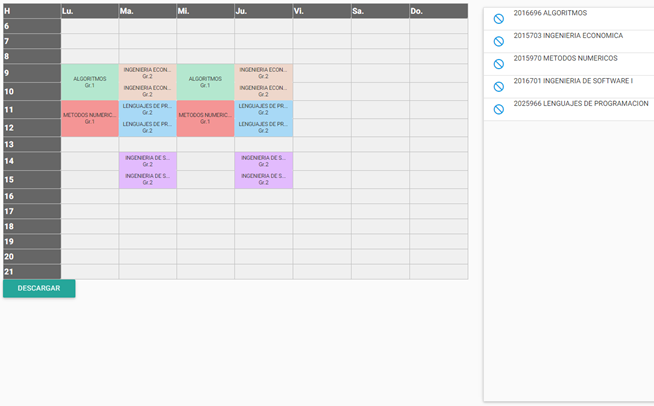 H Lu. Ma. Mi. Ju. Vi. Sa. Do.
6
7
8
9
ALGORITMOS
Gr.1
INGENIERIA ECON...
Gr.2
ALGORITMOS
Gr.1
INGENIERIA ECON...
Gr.2
10
INGENIERIA ECON...
Gr.2
INGENIERIA ECON...
Gr.2
11
METODOS NUMERIC...
Gr.1
LENGUAJES DE PR...
Gr.2
METODOS NUMERIC...
Gr.1
LENGUAJES DE PR...
Gr.2
12
LENGUAJES DE PR...
Gr.2
LENGUAJES DE PR...
Gr.2
13
14
INGENIERIA DE S...
Gr.2
INGENIERIA DE S...
Gr.2
15
INGENIERIA DE S...
Gr.2
INGENIERIA DE S...
Gr.2
16
17
18
19
20
21
DESCARGAR
2016696 ALGORITMOS
2015703 INGENIERIA ECONOMICA
2015970 METODOS NUMERICOS
2016701 INGENIERIA DE SOFTWARE I
2025966 LENGUAJES DE PROGRAMACION